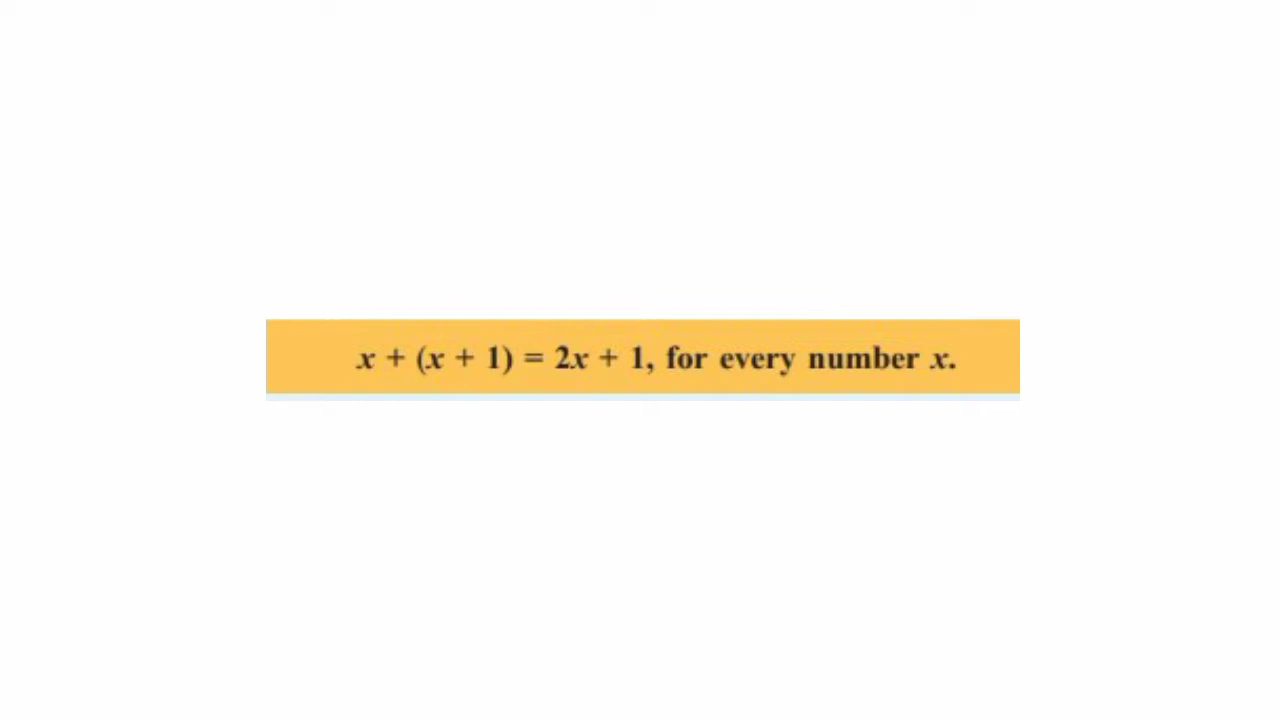 x + (x + 1) = 2x + 1, for every number x.